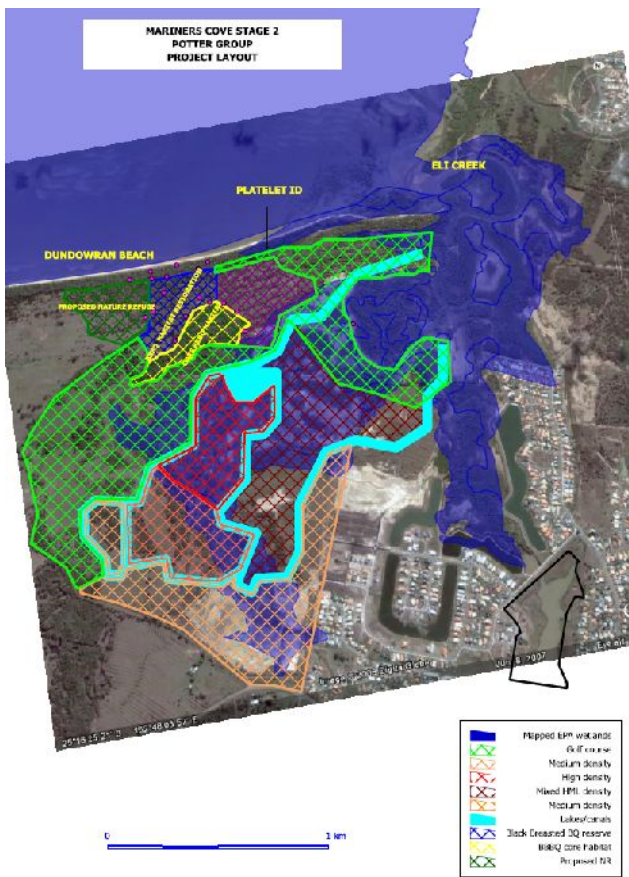 MARINERS COVE STAGE 2
POTTER GROUP
PROJECT LAYOUT
ELI CREEK
PLATELET ID
DUNDOWRAN BEACH
PROPOSED NATURE REFUGE
2007
0
1 km
Mapped EPA wetlands
Golf course
Medium density
High density
Mixed HML density
Medium density
Lakes/canals
Black Breasted BQ reserve
BBBQ core habitat
Proposed NR